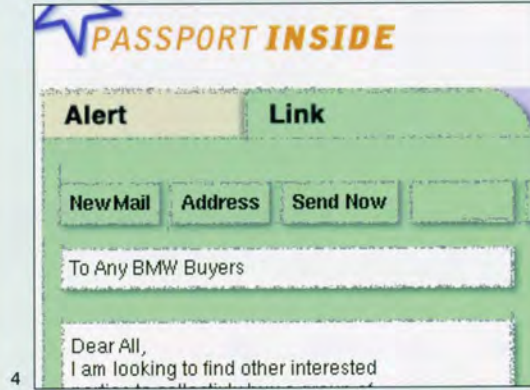 PASSPORT INSIDE
Alert Link
NewMail Address Send Now
To Any BMW Buyers
Dear All,
I am looking to find other interested
4